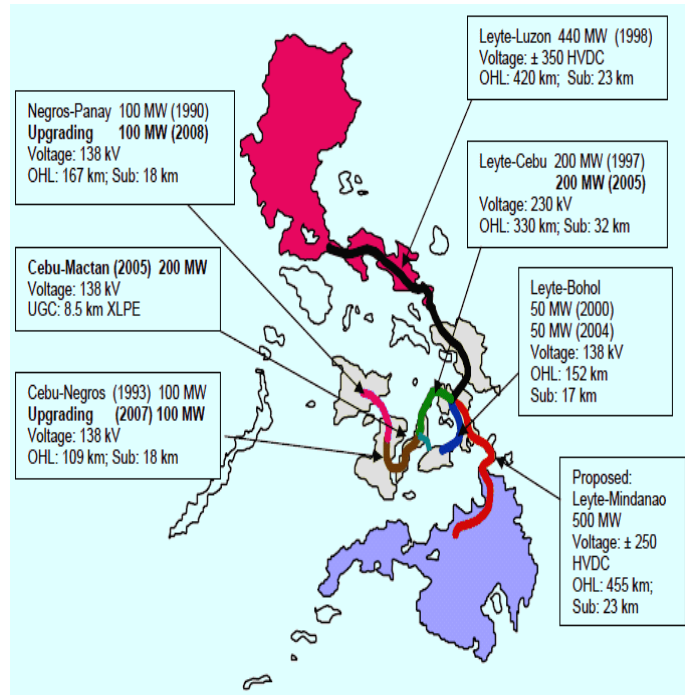 Leyte-Luzon 440 MW (1998)
Voltage: ± 350 HVDC
OHL: 420 km; Sub: 23 km
Negros-Panay 100 MW (1990)
Upgrading 100 MW (2008)
Voltage: 138 kV
OHL: 167 km; Sub: 18 km
Leyte-Cebu 200 MW (1997)
200 MW (2005)
Voltage: 230 kV
OHL: 330 km; Sub: 32 km
Cebu-Mactan (2005) 200 MW
Voltage: 138 kV
UGC: 8.5 km XLPE
Leyte-Bohol
50 MW (2000)
50 MW (2004)
Voltage: 138 kV
OHL: 152 km
Sub: 17 km
Cebu-Negros (1993) 100 MW
Upgrading (2007) 100 MW
Voltage: 138 kV
OHL: 109 km; Sub: 18 km
Proposed:
Leyte-Mindanao
500 MW
Voltage: ± 250
HVDC
OHL: 455 km;
Sub: 23 km